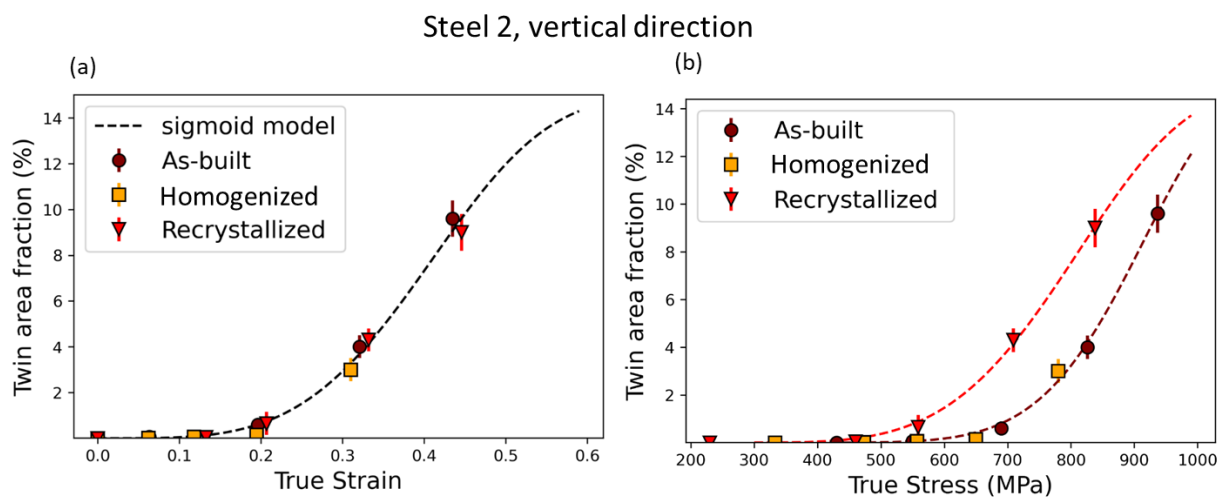 Steel 2, vertical direction
(a)
sigmoid model
As-built
Homogenized
Recrystallized
Twin area fraction (%)
14
12
10
8
6
4
2
0.0 0.1 0.2 0.3 0.4 0.5 0.6
True Strain
(b)
As-built
Homogenized
Recrystallized
Twin area fraction (%)
14
12
10
8
6
4
2
200 300 400 500 600 700 800 900 1000
True Stress (MPa)